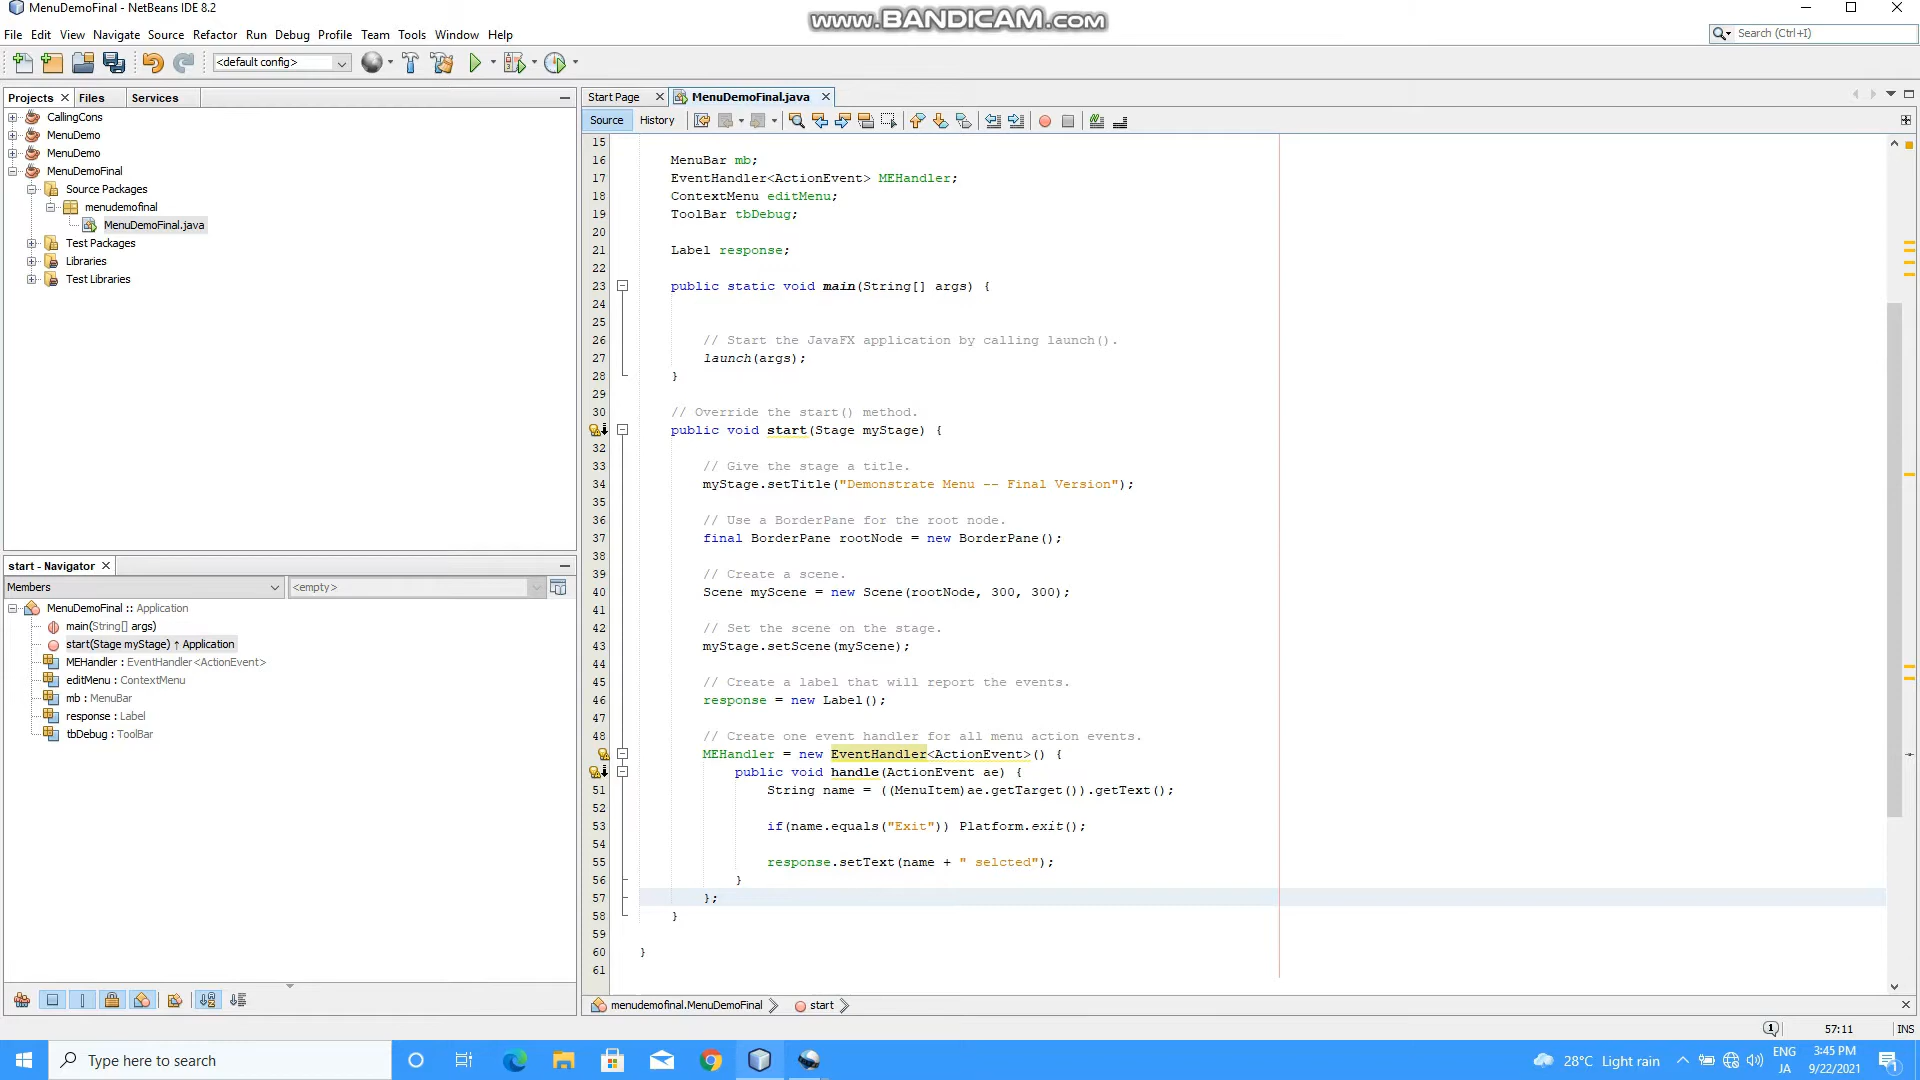 MenuDemoFinal - NetBeans IDE 8.2
www.BANDICAM.com
File Edit View Navigate Source Refactor Run Debug Profile Team Tools Window Help
Search (Ctrl+I)
<default config>
Projects Files Services
CallingCons
MenuDemo
MenuDemo
MenuDemoFinal
Source Packages
menudemofinal
MenuDemoFinal.java
Test Packages
Libraries
Test Libraries
start - Navigator
Members
<empty>
MenuDemoFinal :: Application
main(String[] args)
start(Stage myStage) ↑ Application
MEHandler : EventHandler<ActionEvent>
editMenu : ContextMenu
mb : MenuBar
response : Label
tbDebug : ToolBar
Start Page MenuDemoFinal.java
Source History
15
16 MenuBar mb;
17 EventHandler<ActionEvent> MEHandler;
18 ContextMenu editMenu;
19 ToolBar tbDebug;
20
21 Label response;
22
23 public static void main(String[] args) {
24
25
26 // Start the JavaFX application by calling launch().
27 launch(args);
28 }
29
30 // Override the start() method.
public void start(Stage myStage) {
32
33 // Give the stage a title.
34 myStage.setTitle("Demonstrate Menu -- Final Version");
35
36 // Use a BorderPane for the root node.
37 final BorderPane rootNode = new BorderPane();
38
39 // Create a scene.
40 Scene myScene = new Scene(rootNode, 300, 300);
41
42 // Set the scene on the stage.
43 myStage.setScene(myScene);
44
45 // Create a label that will report the events.
46 response = new Label();
47
48 // Create one event handler for all menu action events.
MEHandler = new EventHandler<ActionEvent>() {
public void handle(ActionEvent ae) {
51 String name = ((MenuItem)ae.getTarget()).getText();
52
53 if(name.equals("Exit")) Platform.exit();
54
55 response.setText(name + " selcted");
56 }
57 };
58 }
59
60 }
61
menudemofinal.MenuDemoFinal start
1 57:11 INS
Type here to search
28°C Light rain
ENG
JA
3:45 PM
9/22/2021
1